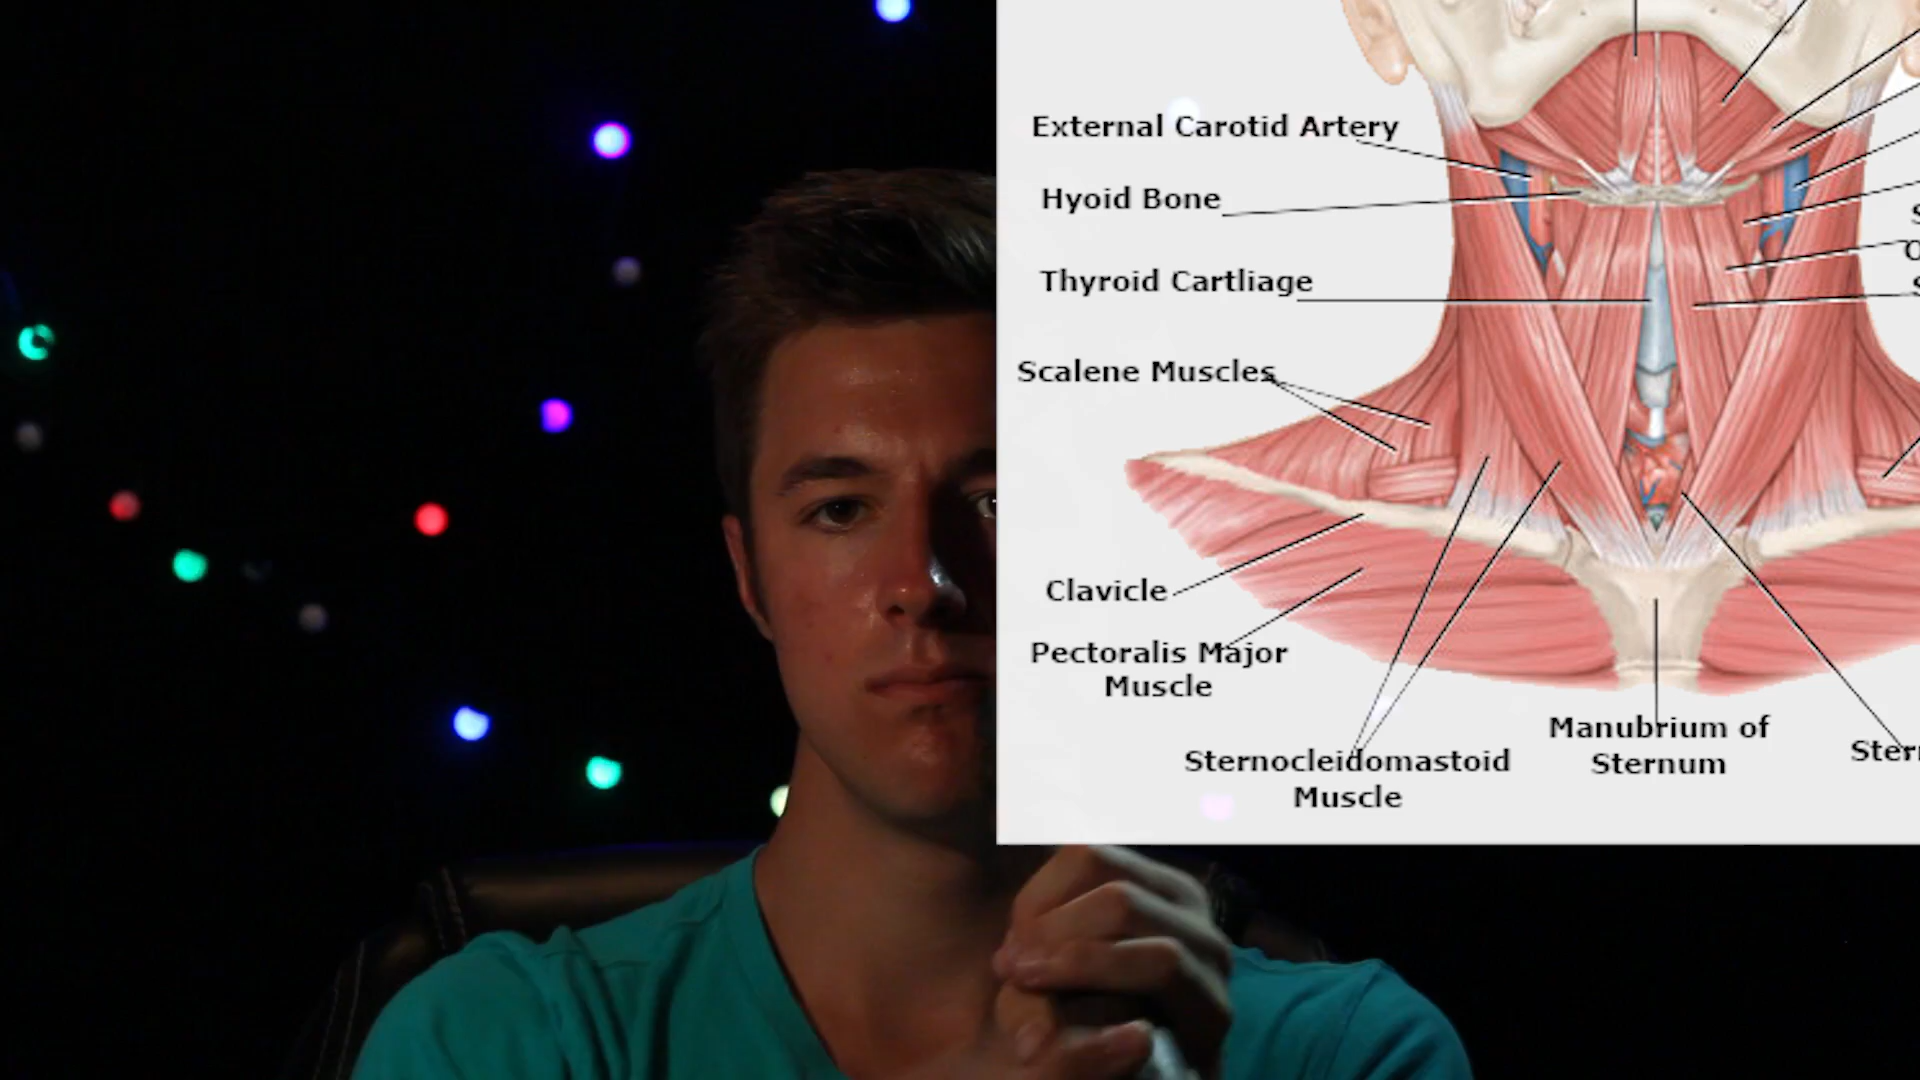 External Carotid Artery
Hyoid Bone
Thyroid Cartliage
Scalene Muscles
Clavicle
Pectoralis Major
Muscle
Sternocleidomastoid
Muscle
Manubrium of
Sternum